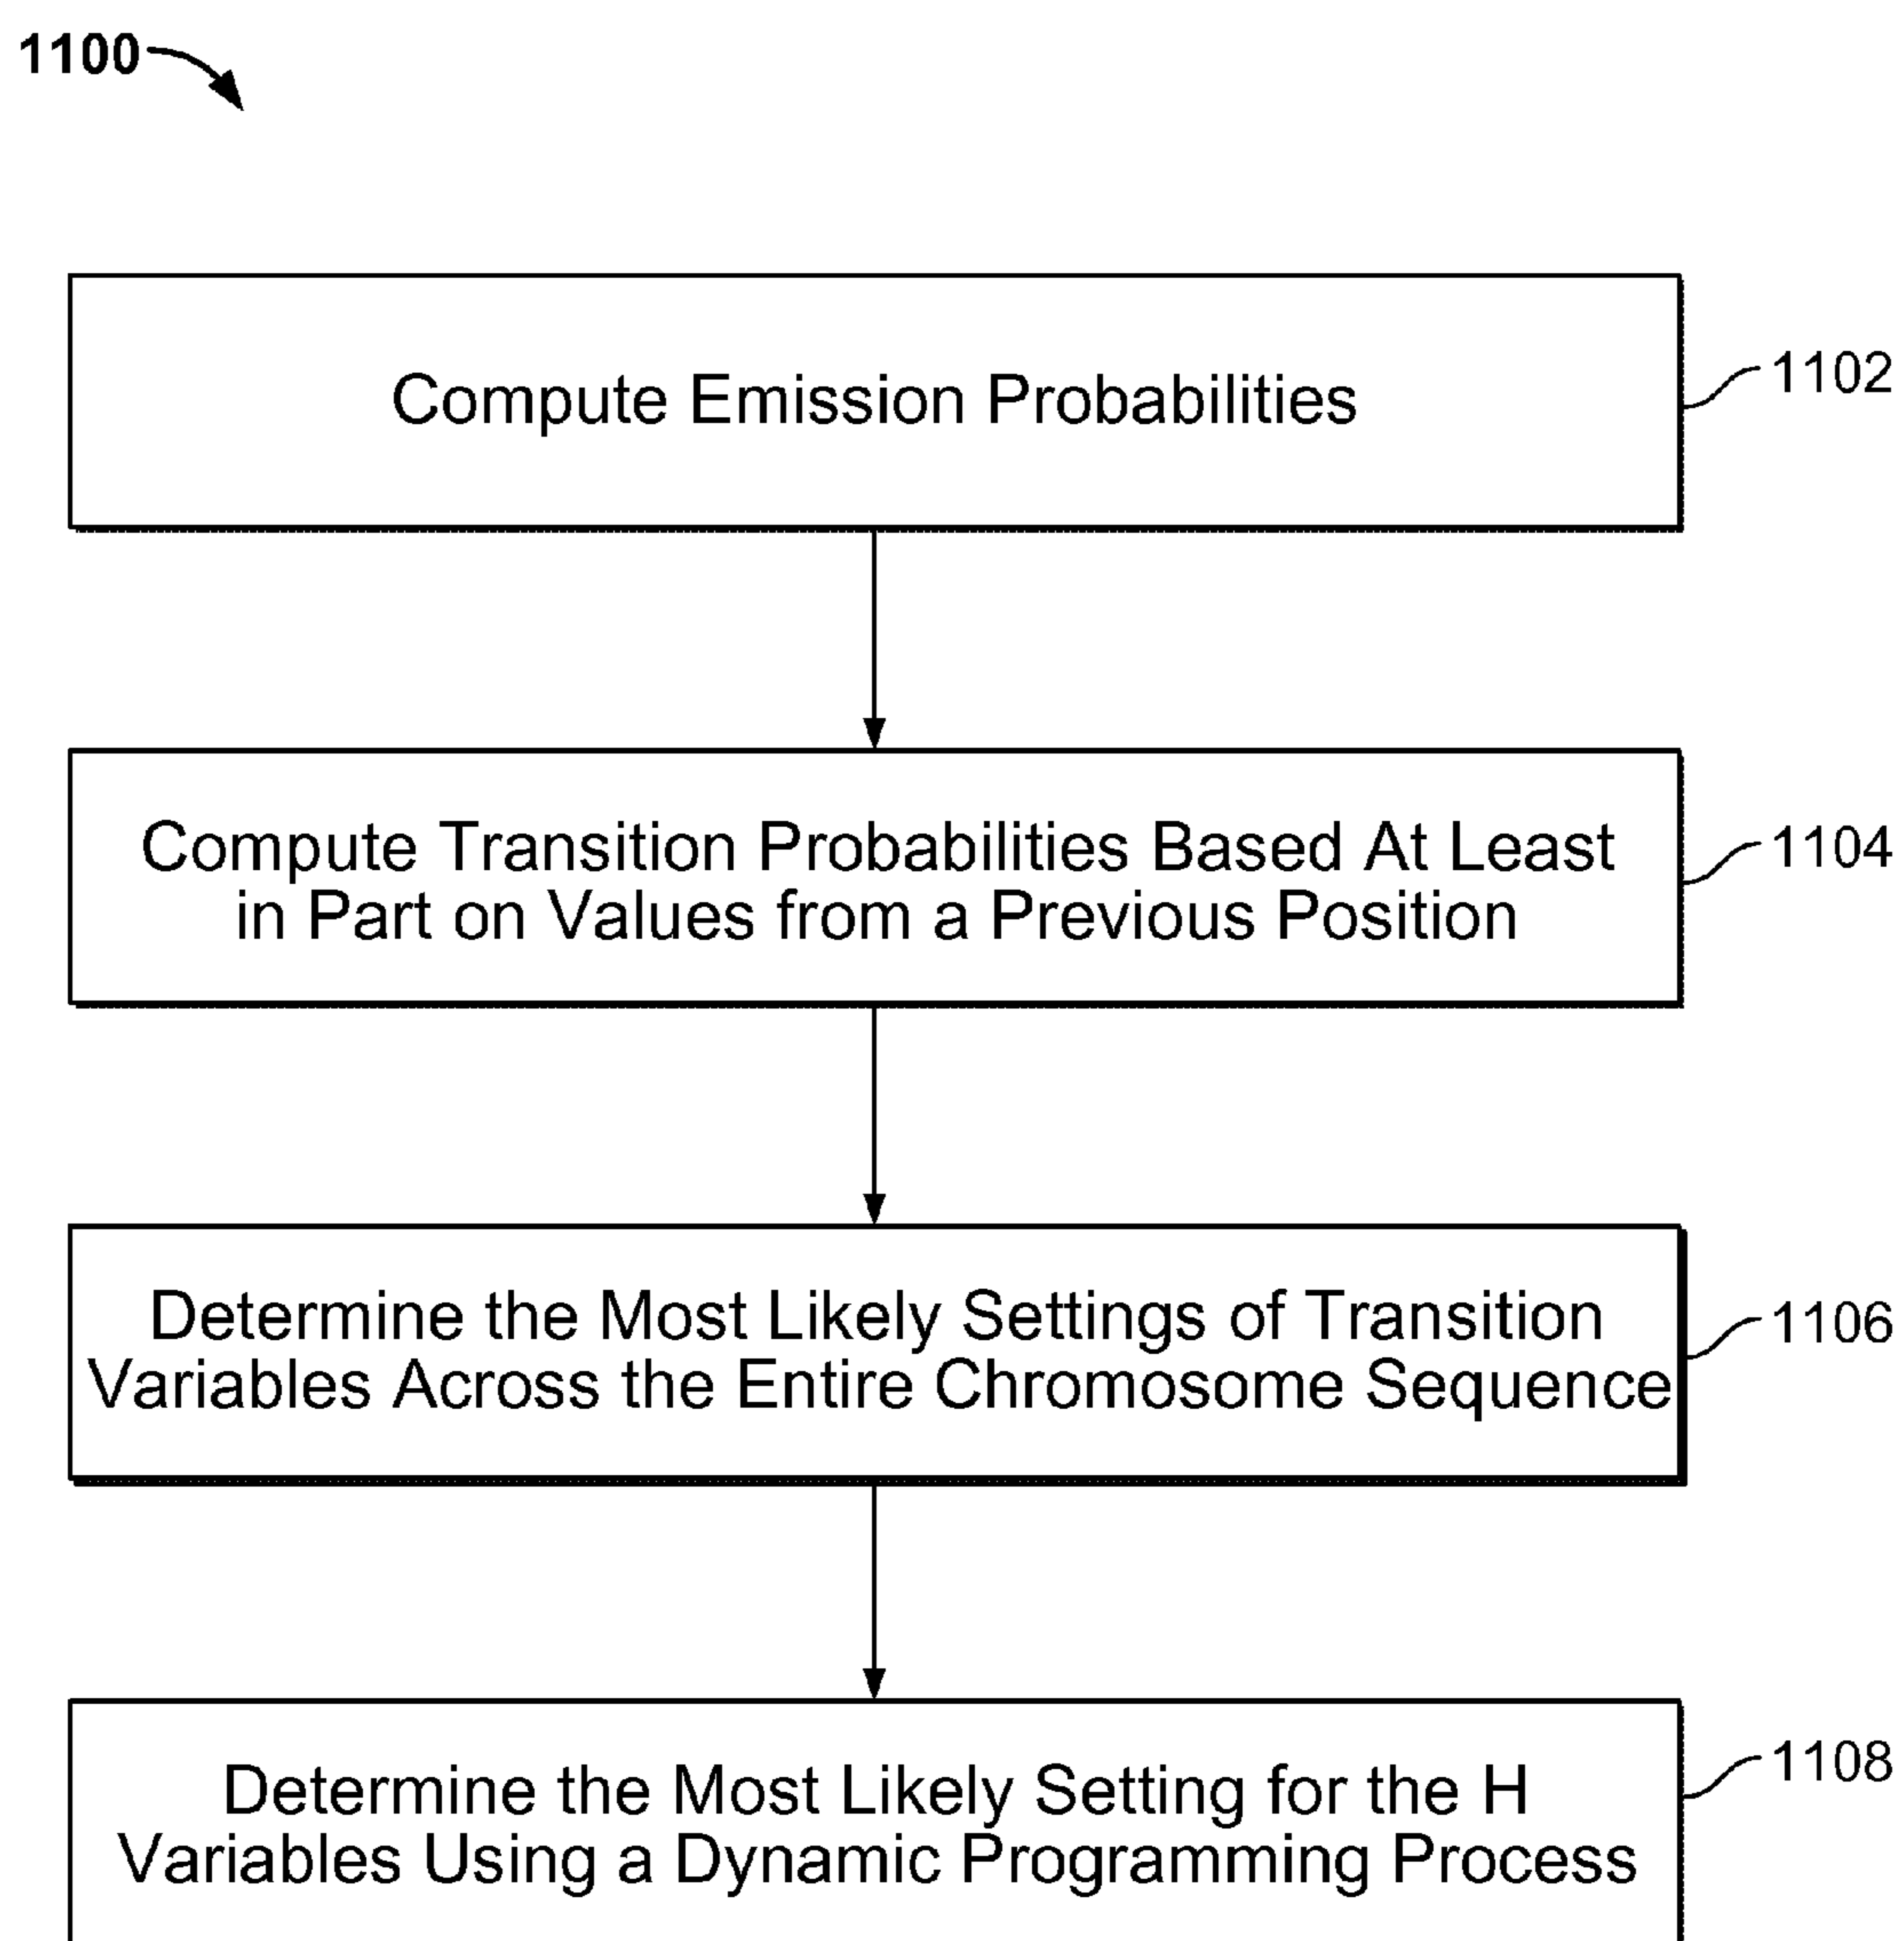 1100
Compute Emission Probabilities
1102
Compute Transition Probabilities Based At Least
in Part on Values from a Previous Position
1104
Determine the Most Likely Settings of Transition
Variables Across the Entire Chromosome Sequence
1106
Determine the Most Likely Setting for the H
Variables Using a Dynamic Programming Process
1108